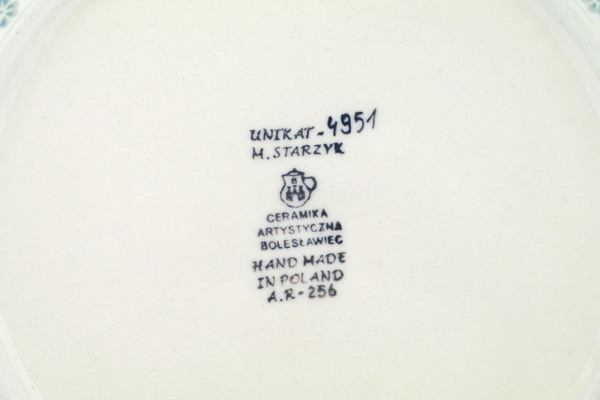 UNIKAT-4951
M. STARZYK
B
CERAMIKA
ARTYSTYCZNA
BOLESŁAWIEC
HAND MADE
IN POLAND
A.R-256